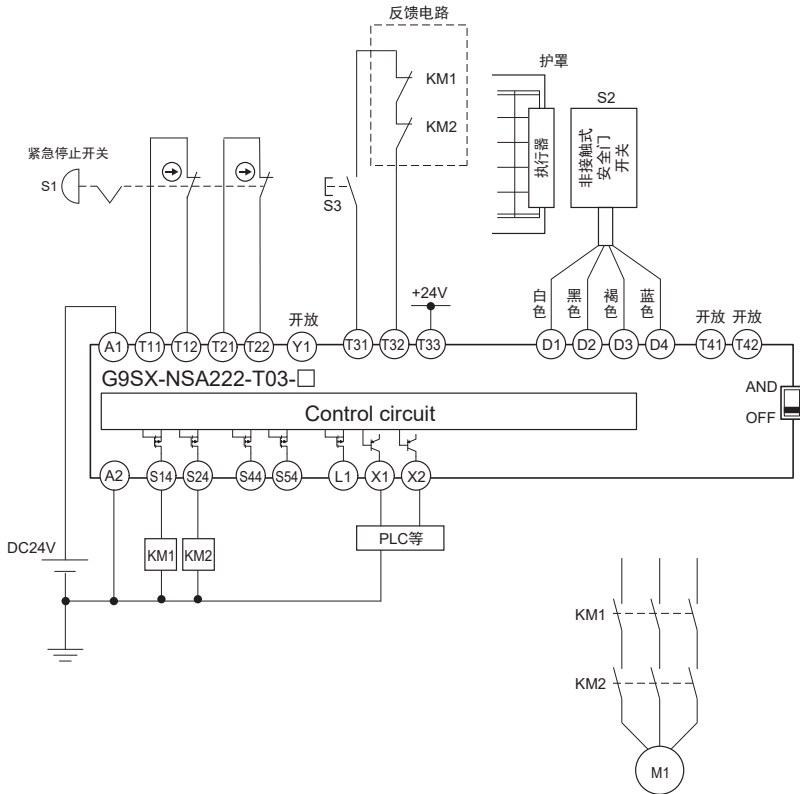 反馈电路
KM1
KM2
护罩
执行器
S2
非接触式
安全门
开关
紧急停止开关
S1
S3
+24V
白色
黑色
褐色
蓝色
开放
开放 开放
A1 T11 T12 T21 T22 Y1 T31 T32 T33 D1 D2 D3 D4 T41 T42
G9SX-NSA222-T03-□
Control circuit
AND
OFF
A2 S14 S24 S44 S54 L1 X1 X2
DC24V
KM1 KM2
PLC等
KM1
KM2
M1